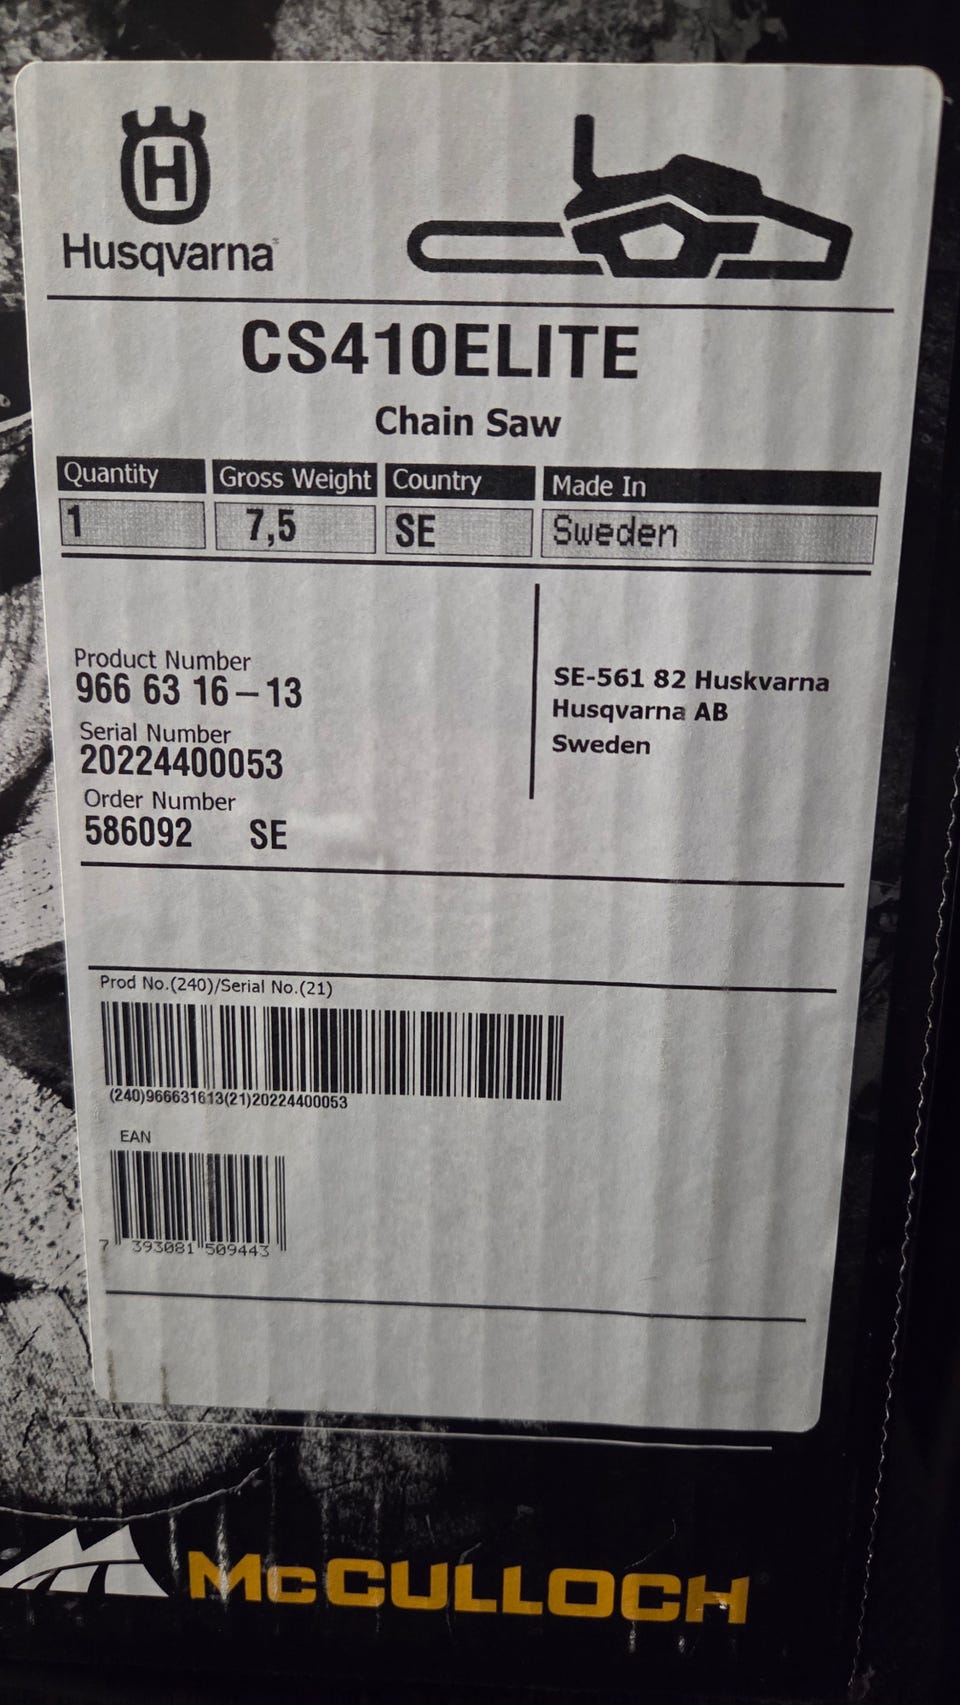 H
Husqvarna
CS410ELITE
Chain Saw
Quantity Gross Weight Country Made In
1 7,5 SE Sweden
Product Number
966 63 16-13
Serial Number
20224400053
Order Number
586092 SE
SE-561 82 Huskvarna
Husqvarna AB
Sweden
Prod No.(240)/Serial No.(21)
(240)966631613(21)20224400053
EAN
7 393081 509443
McCULLOCH